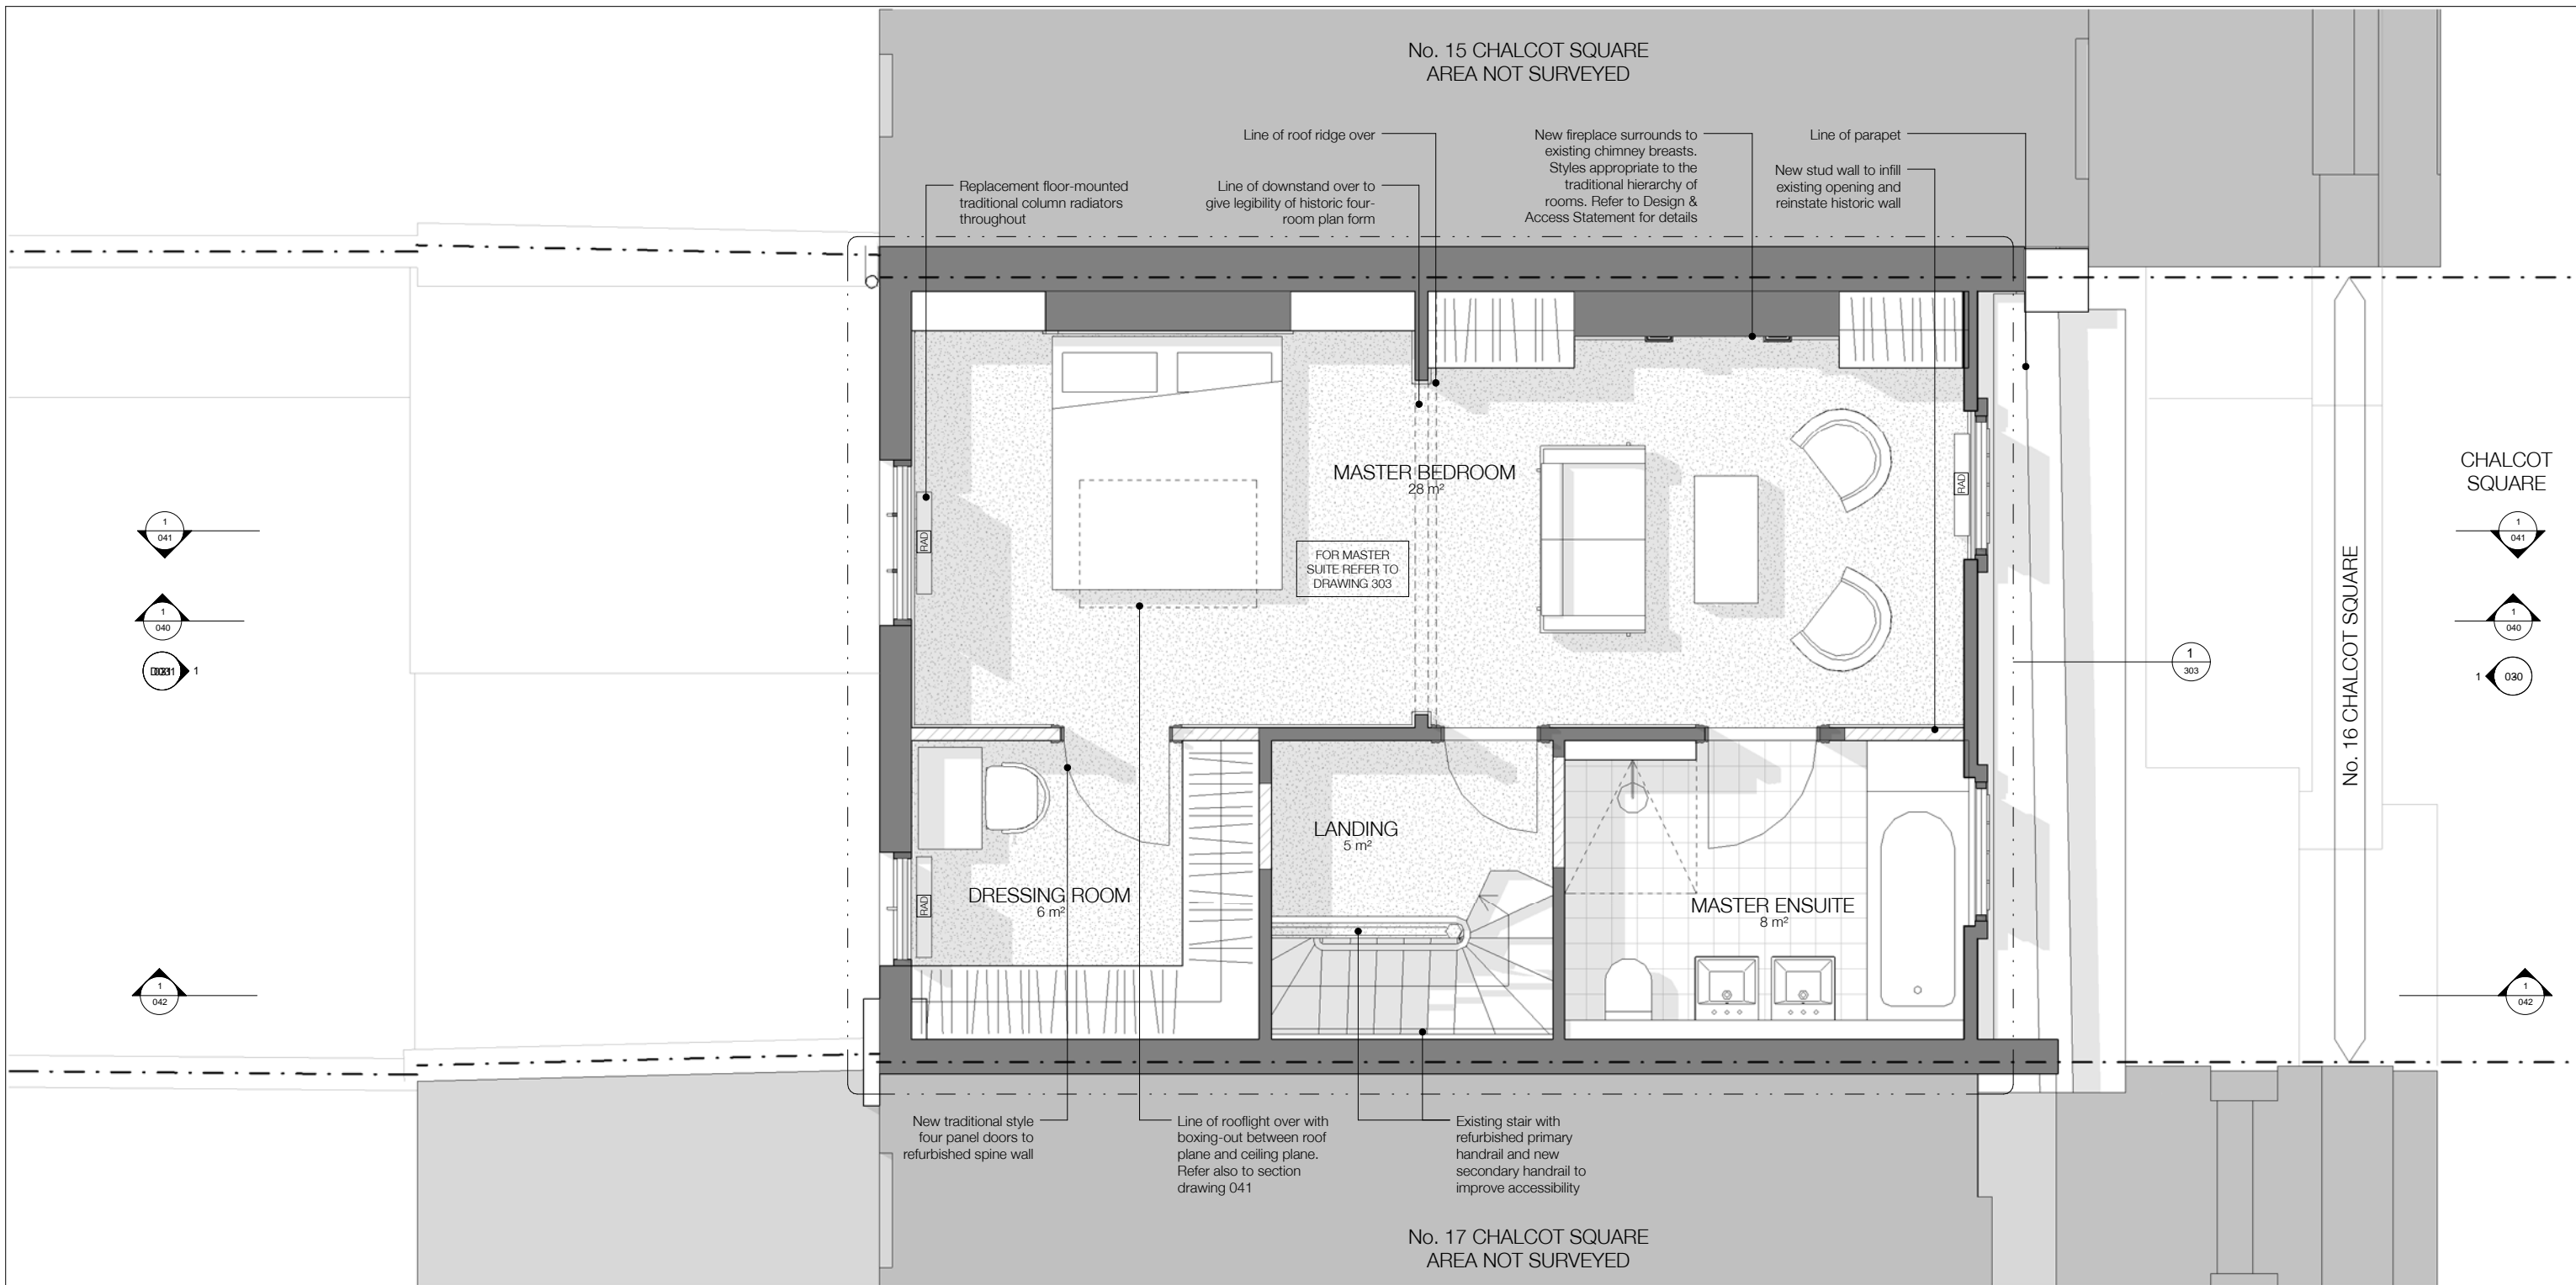 No. 15 CHALCOT SQUARE
AREA NOT SURVEYED
Line of roof ridge over
New fireplace surrounds to
existing chimney breasts.
Styles appropriate to the
traditional hierarchy of
rooms. Refer to Design &
Access Statement for details
Line of parapet
New stud wall to infill
existing opening and
reinstate historic wall
Replacement floor-mounted
traditional column radiators
throughout
Line of downstand over to
give legibility of historic four-
room plan form
MASTER BEDROOM
28 m²
FOR MASTER
SUITE REFER TO
DRAWING 303
RAD
RAD
RAD
CHALCOT
SQUARE
No. 16 CHALCOT SQUARE
1
041
1
040
1
1
042
1
041
1
040
1
1
042
1
303
LANDING
5 m²
DRESSING ROOM
6 m²
MASTER ENSUITE
8 m²
New traditional style
four panel doors to
refurbished spine wall
Line of rooflight over with
boxing-out between roof
plane and ceiling plane.
Refer also to section
drawing 041
Existing stair with
refurbished primary
handrail and new
secondary handrail to
improve accessibility
No. 17 CHALCOT SQUARE
AREA NOT SURVEYED